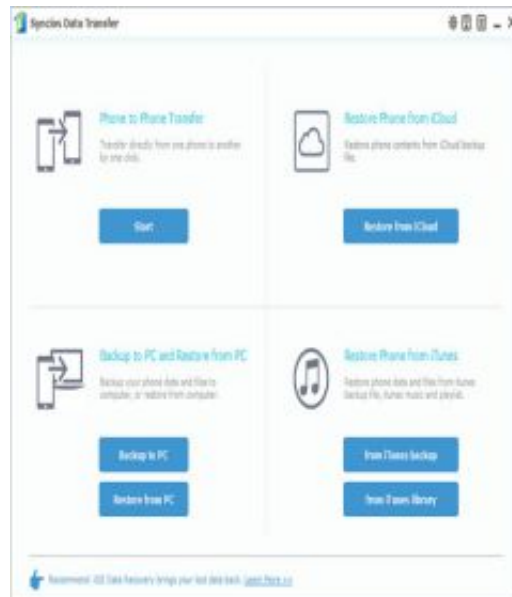 Syncios Data Transfer
Phone to Phone Transfer
Transfer directly from one phone to another
by one click.
Start
Restore Phone from iCloud
Restore phone contents from iCloud backup
file.
Restore from iCloud
Backup to PC and Restore from PC
Backup your phone data and files to
computer, or restore from computer.
Backup to PC
Restore from PC
Restore Phone from iTunes
Restore phone data and files from itunes
backup file, itunes music and playlist.
from iTunes backup
from iTunes library
Recommend: iOS Data Recovery brings your lost data back. Learn More >>